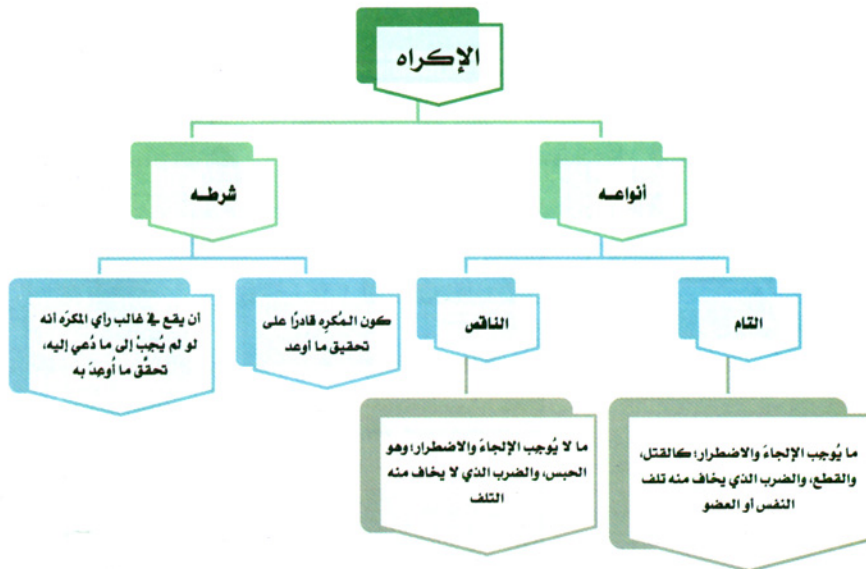 الإكراه
أنواعـه
شرطـه
التام
الناقص
كون المُكرِه قادرًا على
تحقيق ما أوعد
أن يقع في غالب رأي المكرَه أنه
لو لم يُجِبْ إلى ما دُعي إليه،
تحقَّق ما أُوعِدَ به
ما يُوجب الإلجاءَ والاضطرار؛ كالقتل،
والقطع، والضرب الذي يخاف منه تلف
النفس أو العضو
ما لا يُوجب الإلجاءَ والاضطرار؛ وهو
الحبس، والضرب الذي لا يخاف منه
التلف